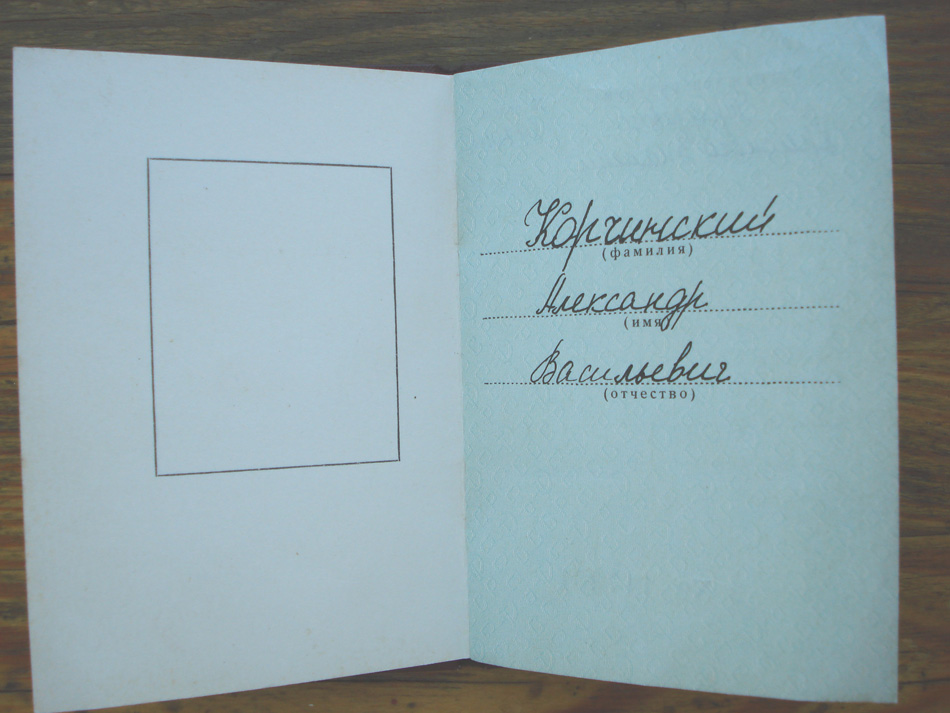 Корчинский
(фамилия)
Александр
(имя)
Васильевич
(отчество)